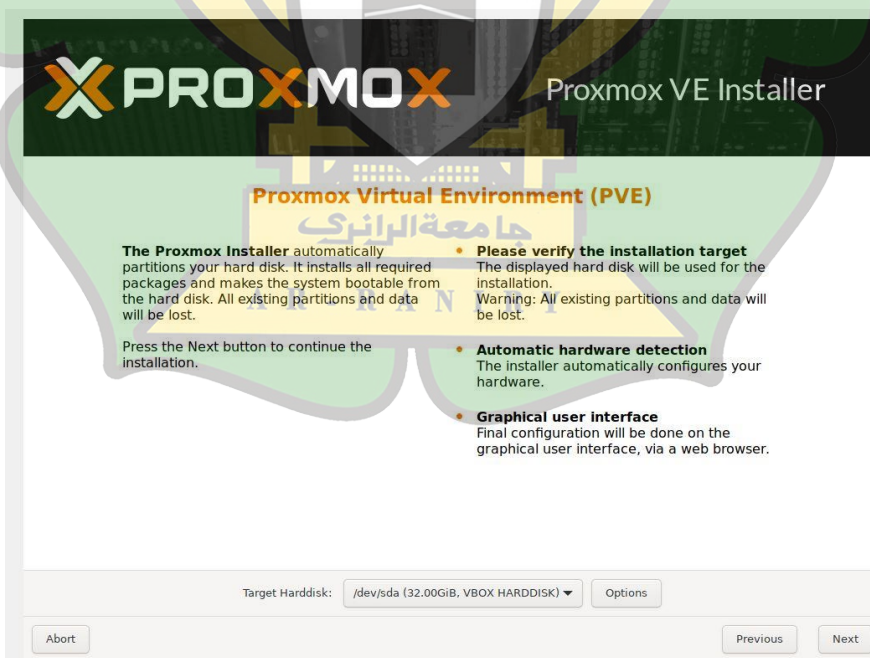 PROXMOX
Proxmox VE Installer
Proxmox Virtual Environment (PVE)
جامعة الرانري
AR-RANIRY
The Proxmox Installer automatically
partitions your hard disk. It installs all required
packages and makes the system bootable from
the hard disk. All existing partitions and data
will be lost.
Press the Next button to continue the
installation.
Please verify the installation target
The displayed hard disk will be used for the
installation.
Warning: All existing partitions and data will
be lost.
Automatic hardware detection
The installer automatically configures your
hardware.
Graphical user interface
Final configuration will be done on the
graphical user interface, via a web browser.
Target Harddisk: /dev/sda (32.00GiB, VBOX HARDDISK) Options
Abort Previous Next